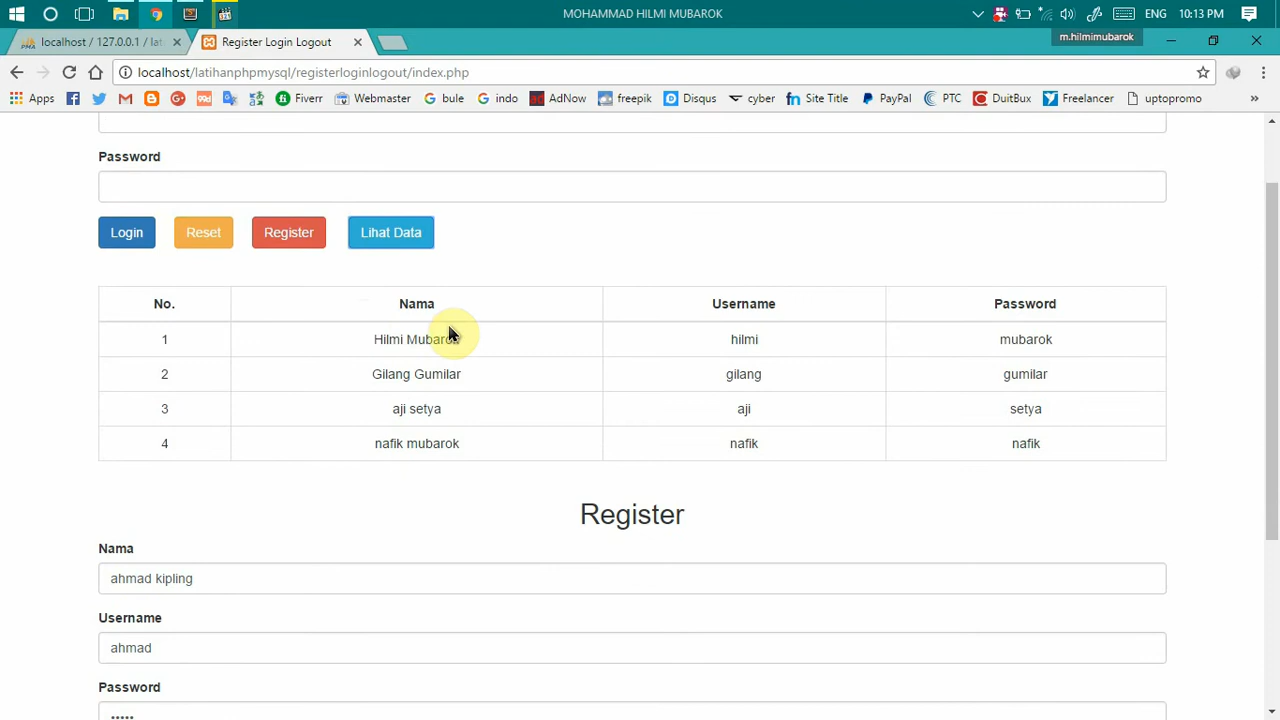 MOHAMMAD HILMI MUBAROK
ENG 10:13 PM
m.hilmimubarok
localhost / 127.0.0.1 / lat
Register Login Logout
localhost/latihanphpmysql/registerloginlogout/index.php
Apps Fiverr Webmaster bule indo AdNow freepik Disqus cyber Site Title PayPal PTC DuitBux Freelancer uptopromo »
Password
Login Reset Register Lihat Data
No. Nama Username Password
1 Hilmi Mubarok hilmi mubarok
2 Gilang Gumilar gilang gumilar
3 aji setya aji setya
4 nafik mubarok nafik nafik
Register
Nama
ahmad kipling
Username
ahmad
Password
•••••